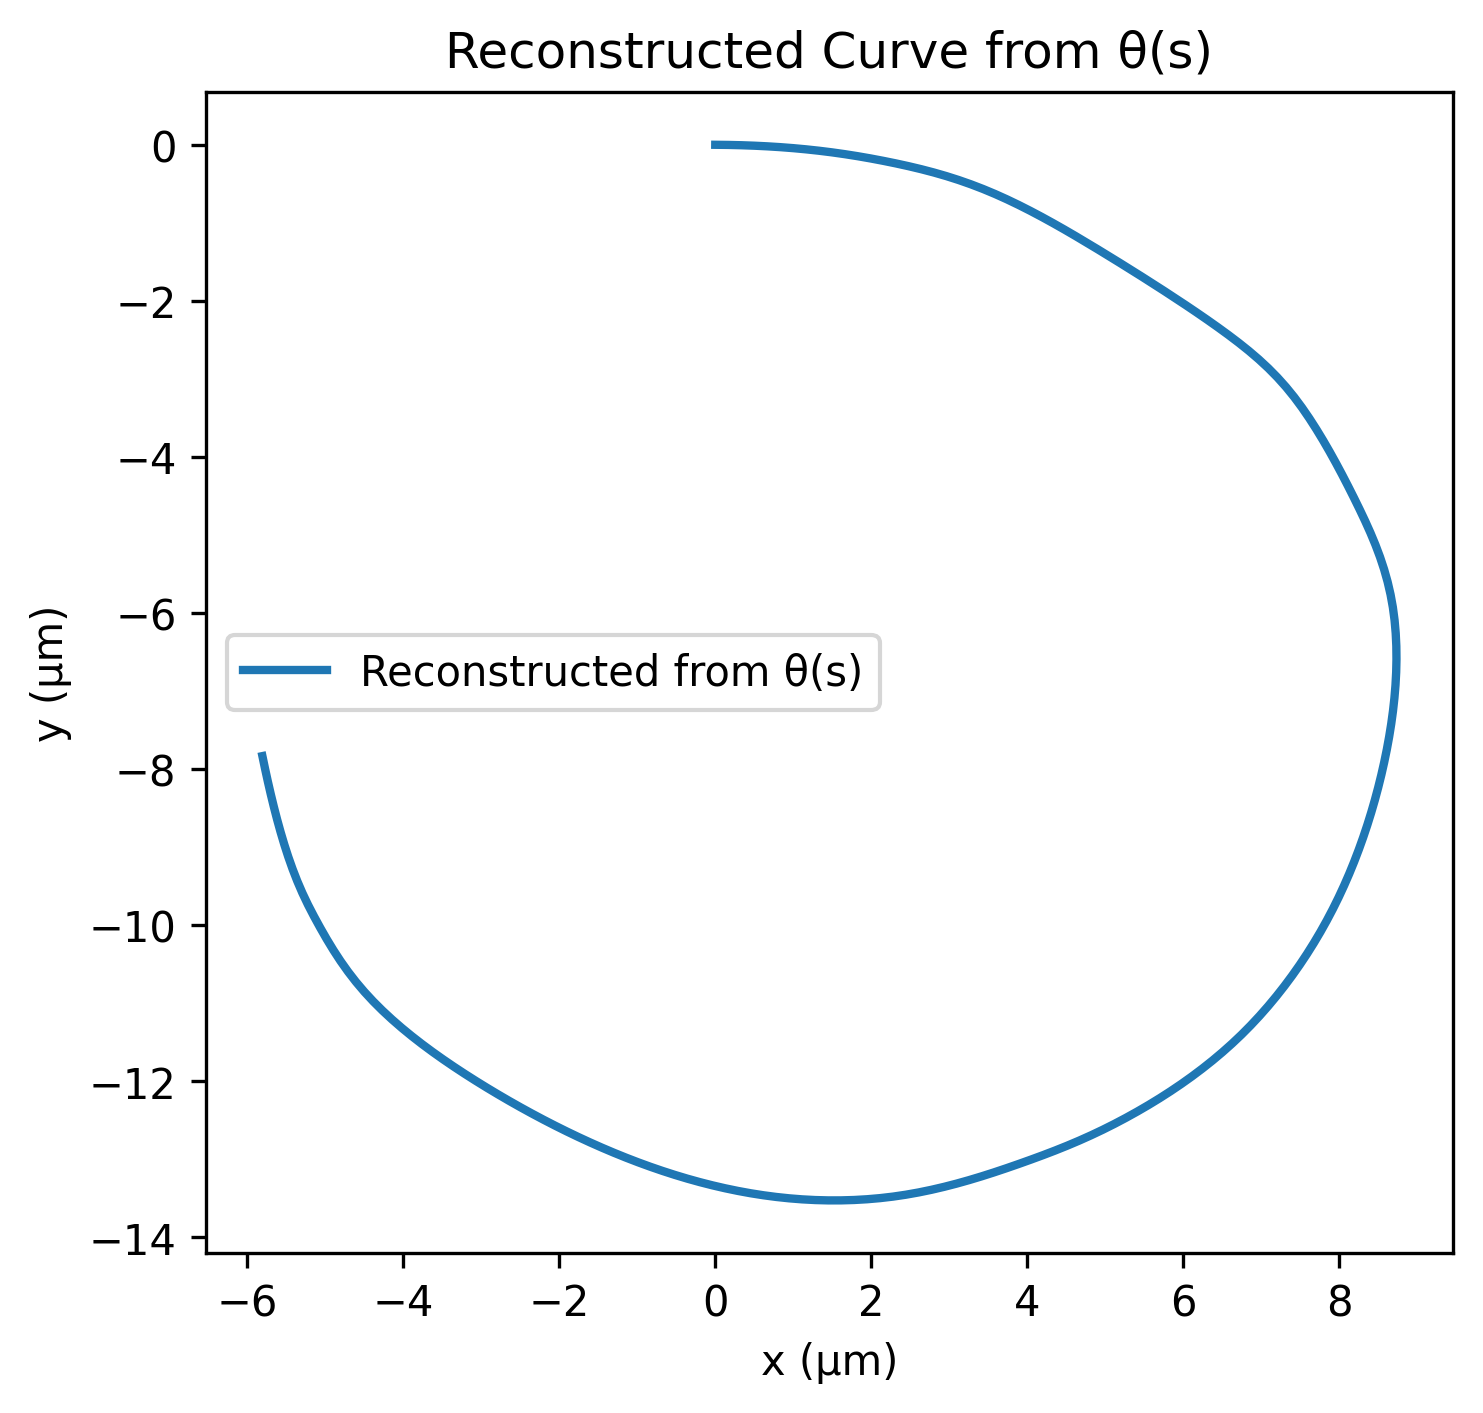 Reconstructed Curve from θ(s)
0
−2
−4
−6
−8
−10
−12
−14
y (μm)
Reconstructed from θ(s)
−6 −4 −2 0 2 4 6 8
x (μm)